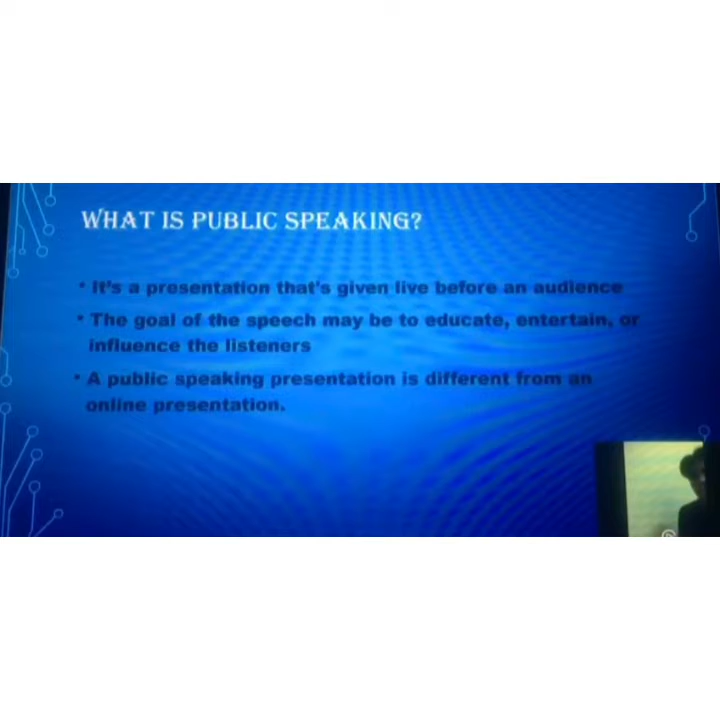 WHAT IS PUBLIC SPEAKING?
• It's a presentation that's given live before an audience
• The goal of the speech may be to educate, entertain, or
influence the listeners
• A public speaking presentation is different from an
online presentation.